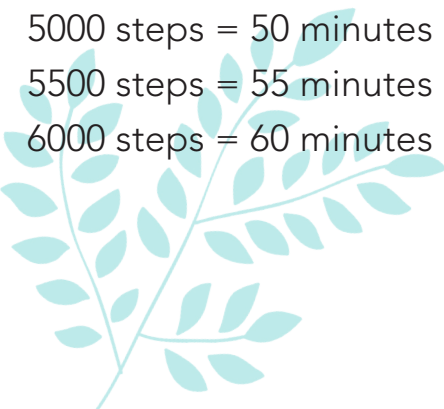 5000 steps = 50 minutes
5500 steps = 55 minutes
6000 steps = 60 minutes